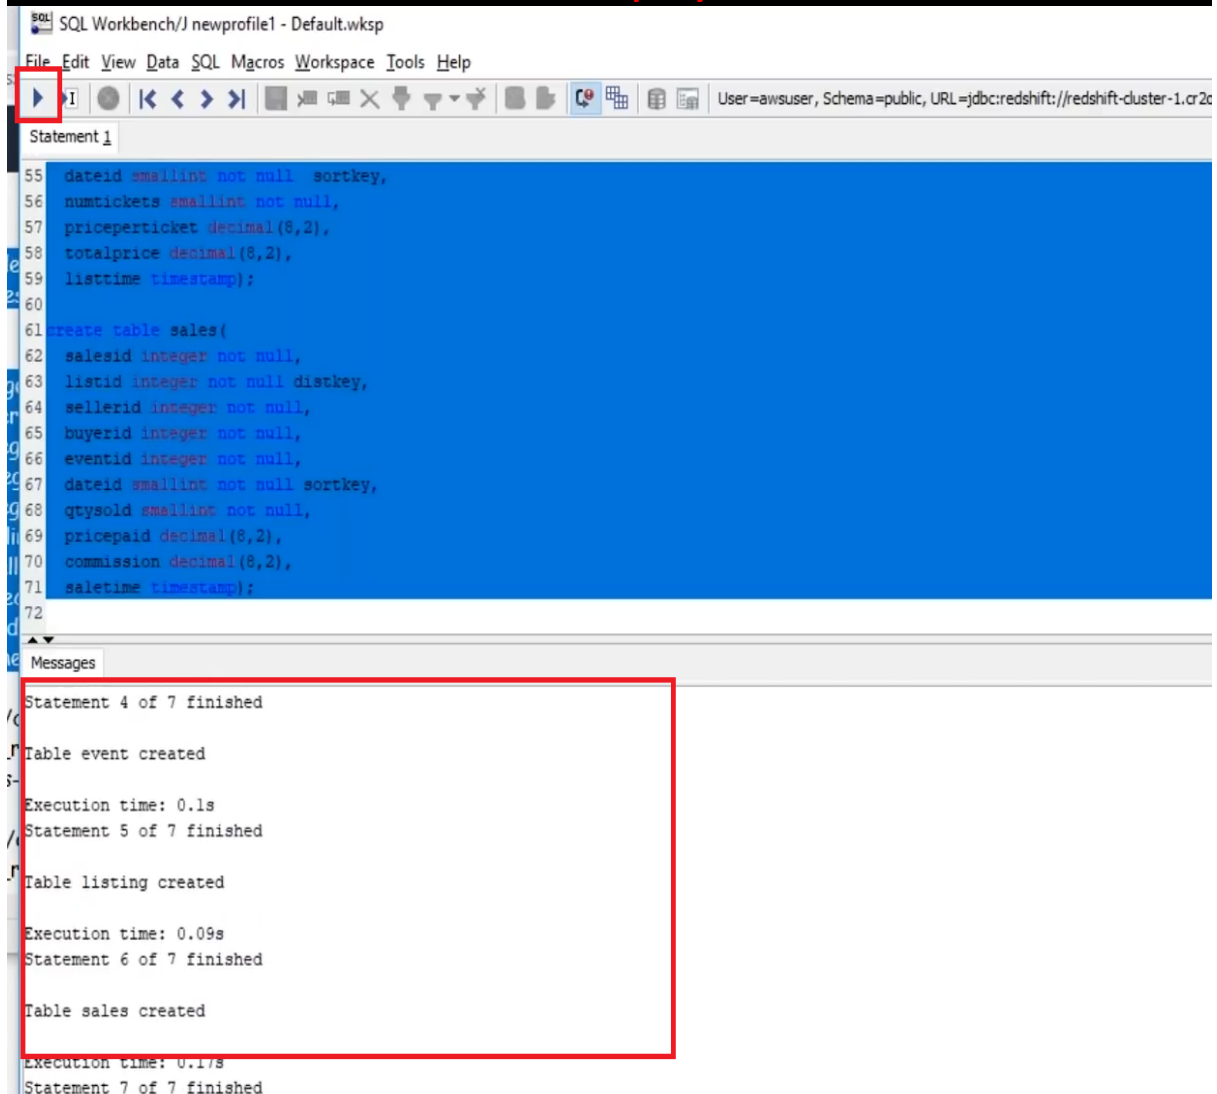 SQL Workbench/J newprofile1 - Default.wksp
File Edit View Data SQL Macros Workspace Tools Help
User=awsuser, Schema=public, URL=jdbc:redshift://redshift-cluster-1.cr2c
Statement 1
55 dateid smallint not null sortkey,
56 numtickets smallint not null,
57 priceperticket decimal(8,2),
58 totalprice decimal(8,2),
59 listtime timestamp);
60
61 create table sales(
62 salesid integer not null,
63 listid integer not null distkey,
64 sellerid integer not null,
65 buyerid integer not null,
66 eventid integer not null,
67 dateid smallint not null sortkey,
68 qtysold smallint not null,
69 pricepaid decimal(8,2),
70 commission decimal(8,2),
71 saletime timestamp);
72
Messages
Statement 4 of 7 finished
Table event created
Execution time: 0.1s
Statement 5 of 7 finished
Table listing created
Execution time: 0.09s
Statement 6 of 7 finished
Table sales created
Execution time: 0.17s
Statement 7 of 7 finished